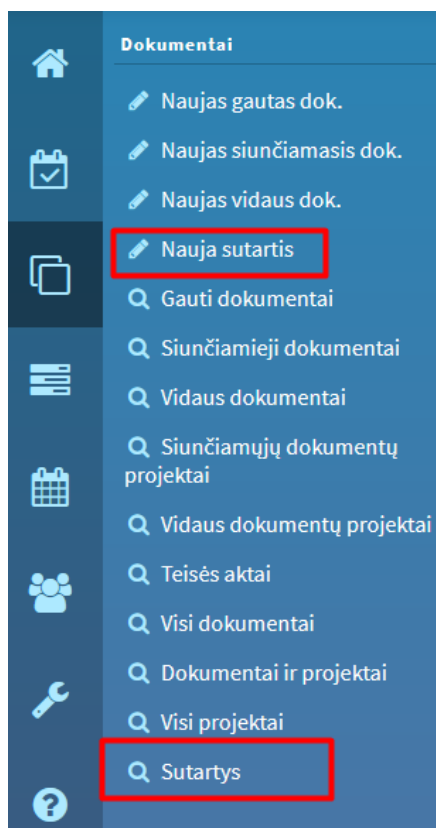 Dokumentai
Naujas gautas dok.
Naujas siunčiamasis dok.
Naujas vidaus dok.
Nauja sutartis
Gauti dokumentai
Siunčiamieji dokumentai
Vidaus dokumentai
Siunčiamųjų dokumentų
projektai
Vidaus dokumentų projektai
Teisės aktai
Visi dokumentai
Dokumentai ir projektai
Visi projektai
Sutartys